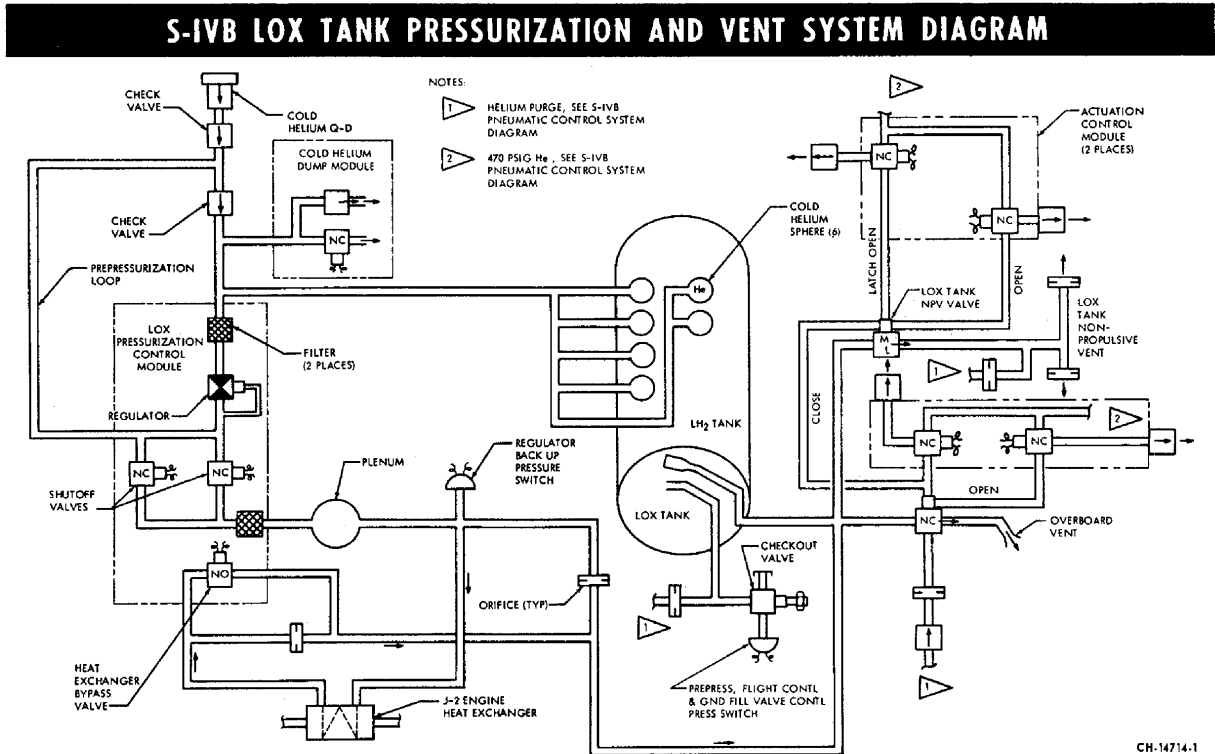 S-IVB LOX TANK PRESSURIZATION AND VENT SYSTEM DIAGRAM
CHECK
VALVE
COLD
HELIUM Q-D
COLD HELIUM
DUMP MODULE
NC
CHECK
VALVE
PREPRESSURIZATION
LOOP
NOTES:
1
HELIUM PURGE, SEE S-IVB
PNEUMATIC CONTROL SYSTEM
DIAGRAM
2
470 PSIG He, SEE S-IVB
PNEUMATIC CONTROL SYSTEM
DIAGRAM
2
ACTUATION
CONTROL
MODULE
(2 PLACES)
NC
NC
LATCH OPEN
OPEN
COLD
HELIUM
SPHERE (6)
He
LOX TANK
NPV VALVE
M
L
LOX
TANK
NON-
PROPULSIVE
VENT
1
CLOSE
LOX
PRESSURIZATION
CONTROL
MODULE
FILTER
(2 PLACES)
REGULATOR
NC
NC
SHUTOFF
VALVES
PLENUM
REGULATOR
BACK UP
PRESSURE
SWITCH
LH2 TANK
LOX TANK
2
NC
NC
OPEN
NC
OVERBOARD
VENT
NO
ORIFICE (TYP)
CHECKOUT
VALVE
1
HEAT
EXCHANGER
BYPASS
VALVE
J-2 ENGINE
HEAT EXCHANGER
PREPRESS, FLIGHT CONTL
& GND FILL VALVE CONTL
PRESS SWITCH
1
CH-14714-1